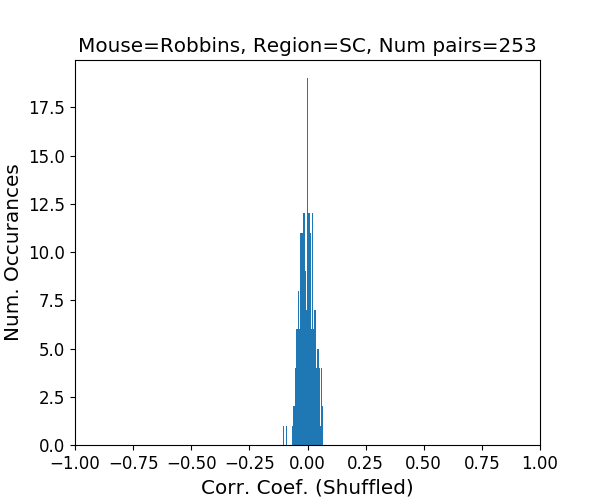 Mouse=Robbins, Region=SC, Num pairs=253
Num. Occurances
17.5
15.0
12.5
10.0
7.5
5.0
2.5
0.0
−1.00 −0.75 −0.50 −0.25 0.00 0.25 0.50 0.75 1.00
Corr. Coef. (Shuffled)